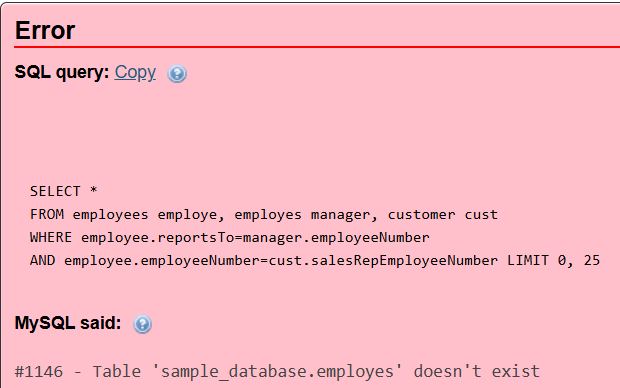 Error
SQL query: Copy
SELECT *
FROM employees employe, employes manager, customer cust
WHERE employee.reportsTo=manager.employeeNumber
AND employee.employeeNumber=cust.salesRepEmployeeNumber LIMIT 0, 25
MySQL said:
#1146 - Table 'sample_database.employes' doesn't exist